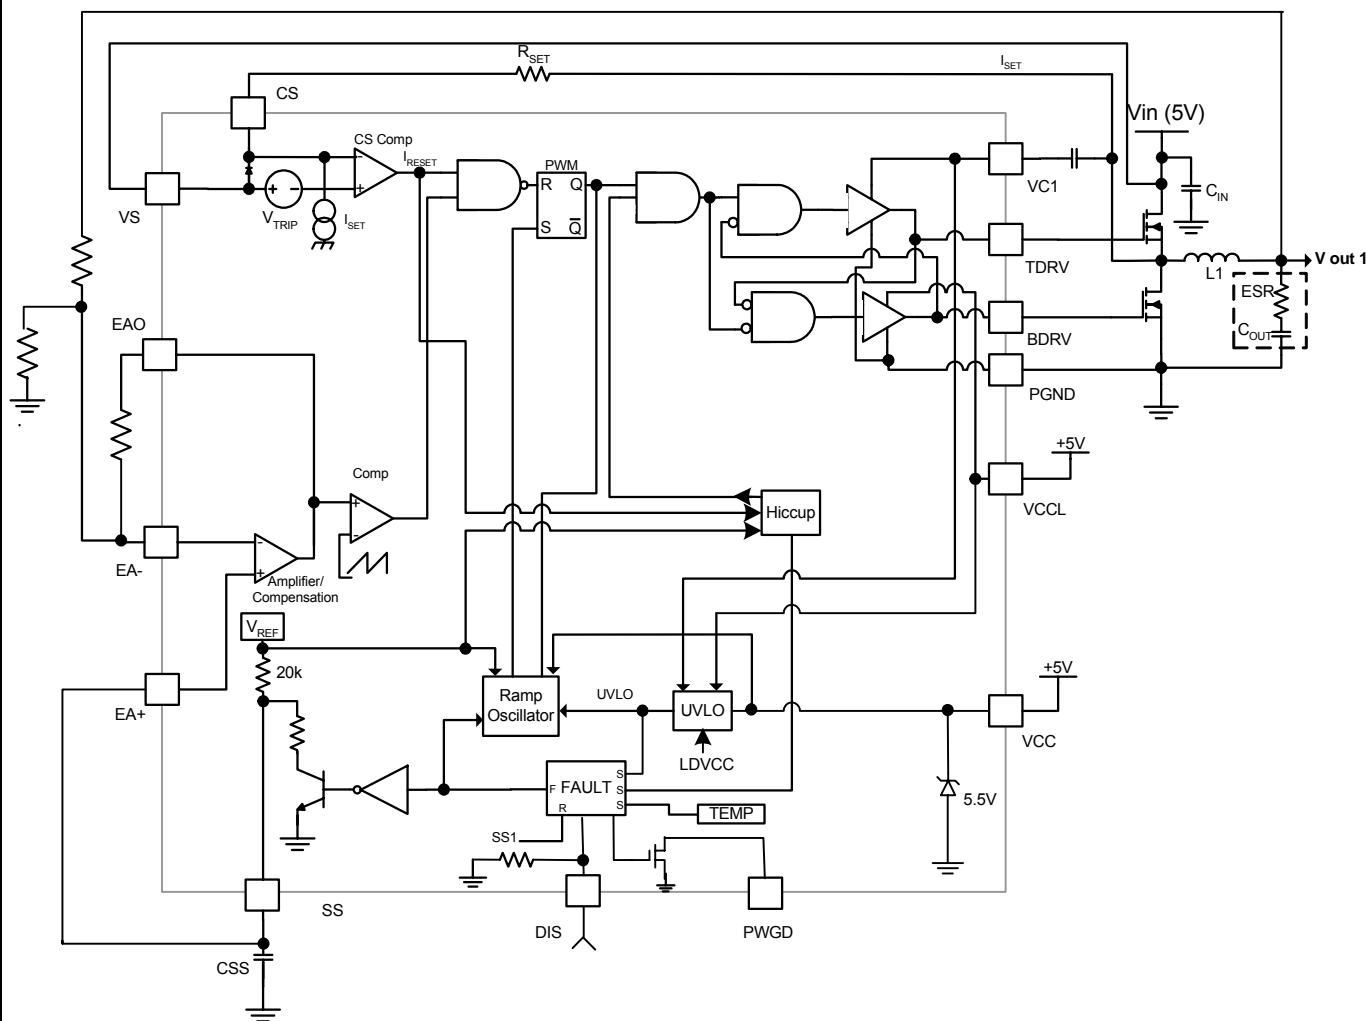 RSET
ISET
CS
Vin (5V)
CS Comp
IRESET
PWM
R Q
S Q
- +
+ -
VS
VTRIP
ISET
VC1
CIN
TDRV
L1
V out 1
ESR
COUT
EAO
BDRV
PGND
+5V
Comp
+
-
Hiccup
VCCL
EA-
-
+
Amplifier/
Compensation
VREF
20k
+5V
Ramp
Oscillator
UVLO
UVLO
EA+
VCC
LDVCC
FAULT
F
S
S
S
R
TEMP
5.5V
SS1
SS
DIS
PWGD
CSS